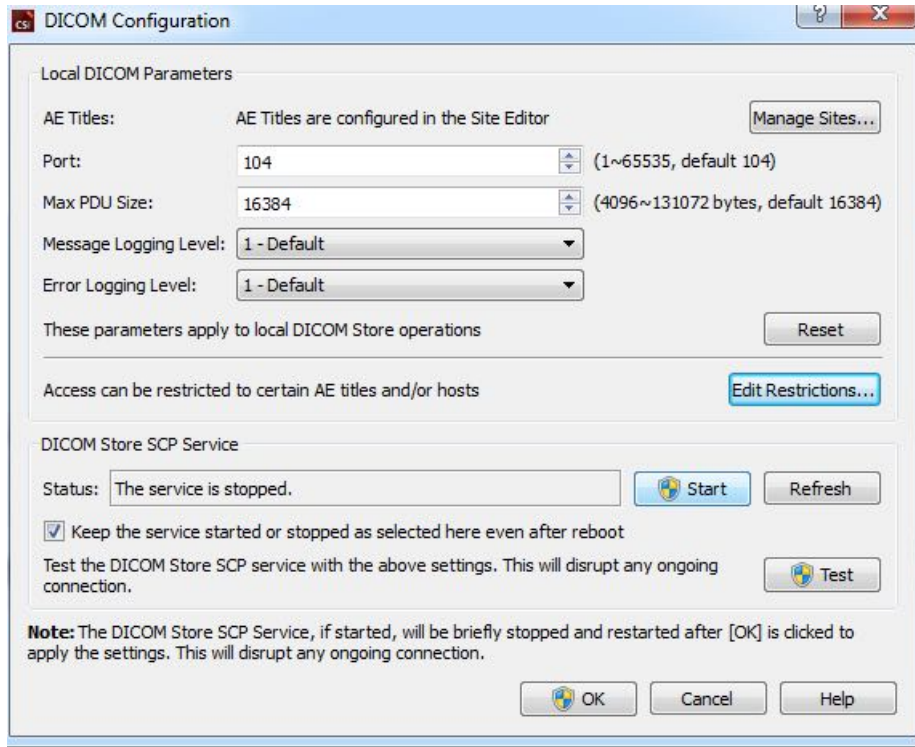 CSI DICOM Configuration
Local DICOM Parameters
AE Titles: AE Titles are configured in the Site Editor Manage Sites...
Port: 104 (1~65535, default 104)
Max PDU Size: 16384 (4096~131072 bytes, default 16384)
Message Logging Level: 1 - Default
Error Logging Level: 1 - Default
These parameters apply to local DICOM Store operations Reset
Access can be restricted to certain AE titles and/or hosts Edit Restrictions...
DICOM Store SCP Service
Status: The service is stopped. Start Refresh
Keep the service started or stopped as selected here even after reboot
Test the DICOM Store SCP service with the above settings. This will disrupt any ongoing
connection. Test
Note: The DICOM Store SCP Service, if started, will be briefly stopped and restarted after [OK] is clicked to
apply the settings. This will disrupt any ongoing connection.
OK Cancel Help